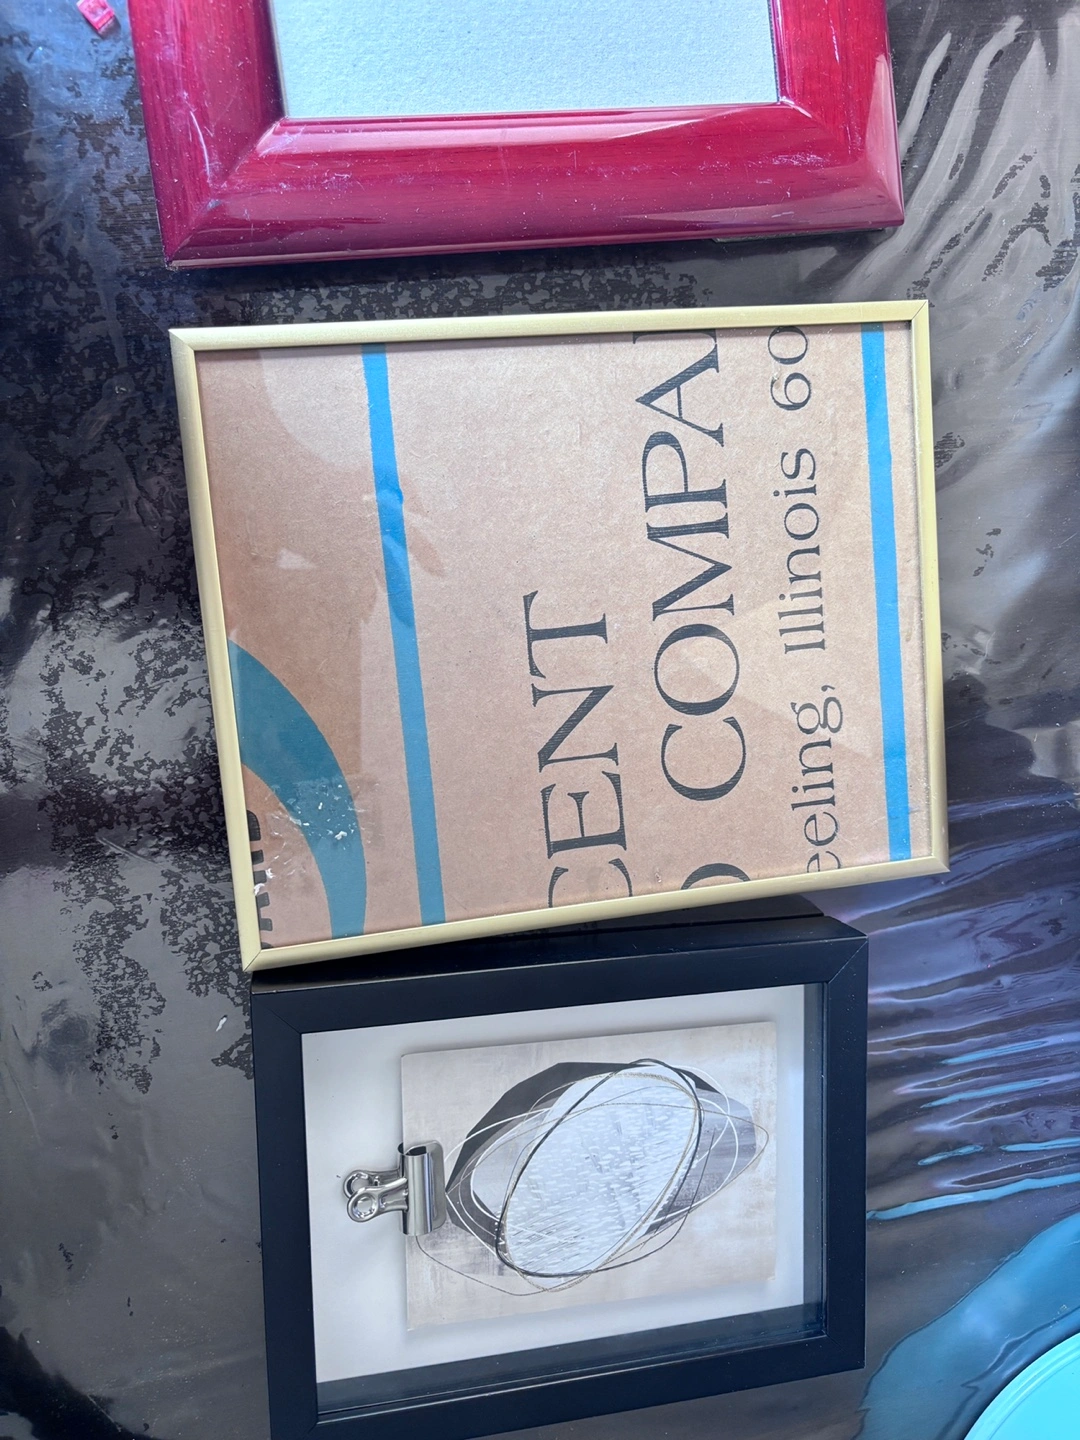 CENT
COMPA
eeling, Illinois 60